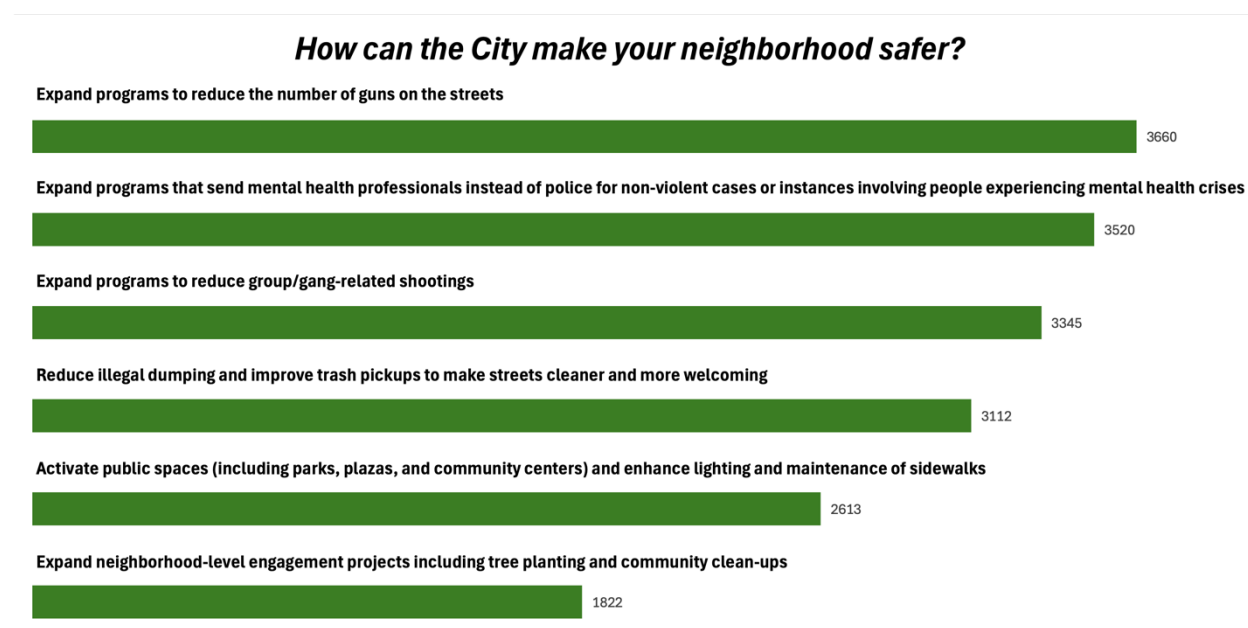 How can the City make your neighborhood safer?
Expand programs to reduce the number of guns on the streets
3660
Expand programs that send mental health professionals instead of police for non-violent cases or instances involving people experiencing mental health crises
3520
Expand programs to reduce group/gang-related shootings
3345
Reduce illegal dumping and improve trash pickups to make streets cleaner and more welcoming
3112
Activate public spaces (including parks, plazas, and community centers) and enhance lighting and maintenance of sidewalks
2613
Expand neighborhood-level engagement projects including tree planting and community clean-ups
1822